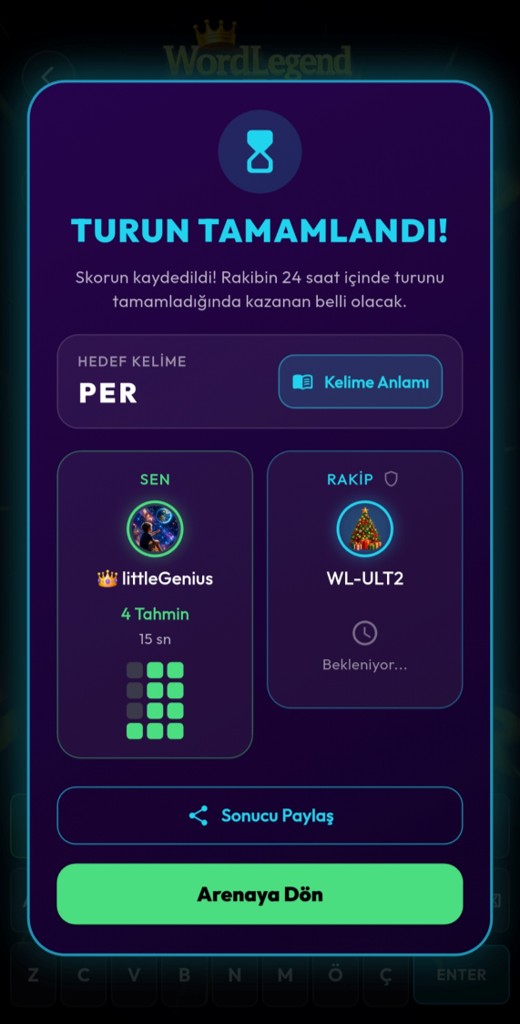 WordLegend
TURUN TAMAMLANDI!
Skorun kaydedildi! Rakibin 24 saat içinde turunu
tamamladığında kazanan belli olacak.
HEDEF KELİME
PER
Kelime Anlamı
SEN
littleGenius
4 Tahmin
15 sn
RAKİP
WL-ULT2
Bekleniyor...
Sonucu Paylaş
Arenaya Dön
Z C V B N M Ö Ç ENTER